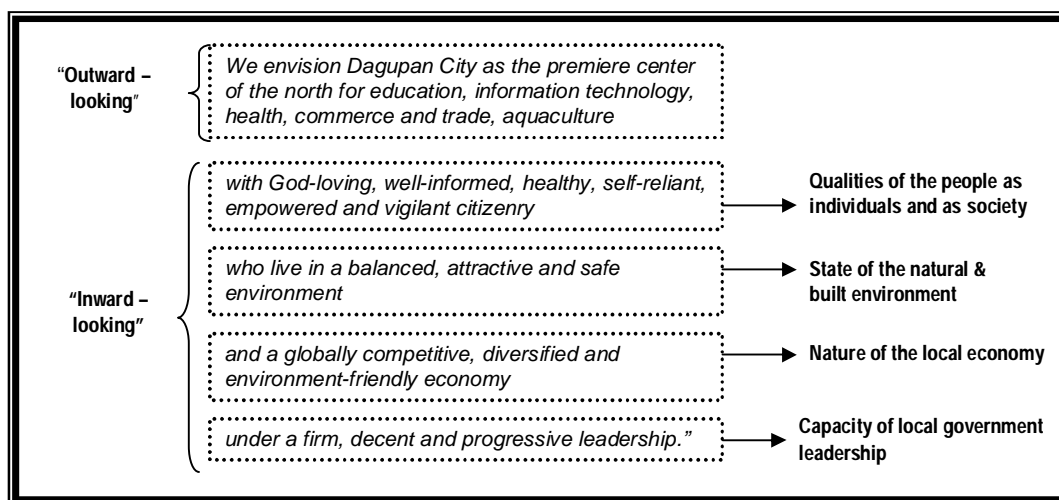 “Outward –
looking”
We envision Dagupan City as the premiere center
of the north for education, information technology,
health, commerce and trade, aquaculture
“Inward –
looking”
with God-loving, well-informed, healthy, self-reliant,
empowered and vigilant citizenry
Qualities of the people as
individuals and as society
who live in a balanced, attractive and safe
environment
State of the natural &
built environment
and a globally competitive, diversified and
environment-friendly economy
Nature of the local economy
under a firm, decent and progressive leadership.”
Capacity of local government
leadership